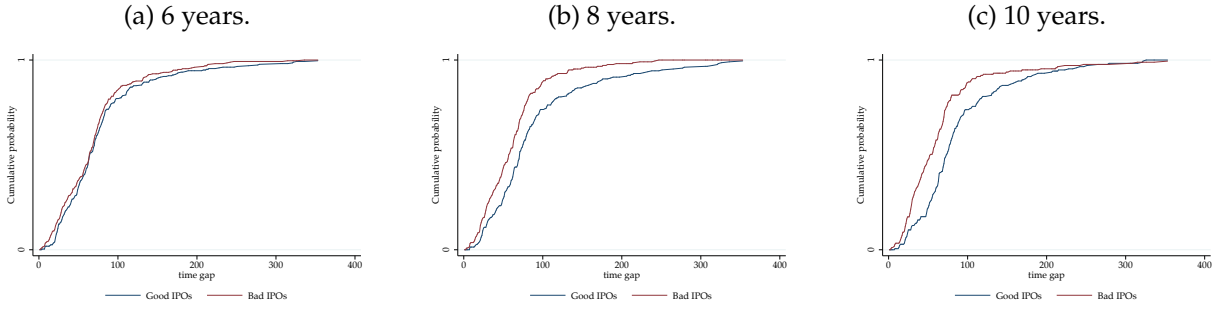 (a) 6 years.
Cumulative probability
1
0
0 100 200 300 400
time gap
Good IPOs Bad IPOs
(b) 8 years.
Cumulative probability
1
0
0 100 200 300 400
time gap
Good IPOs Bad IPOs
(c) 10 years.
Cumulative probability
1
0
0 100 200 300 400
time gap
Good IPOs Bad IPOs